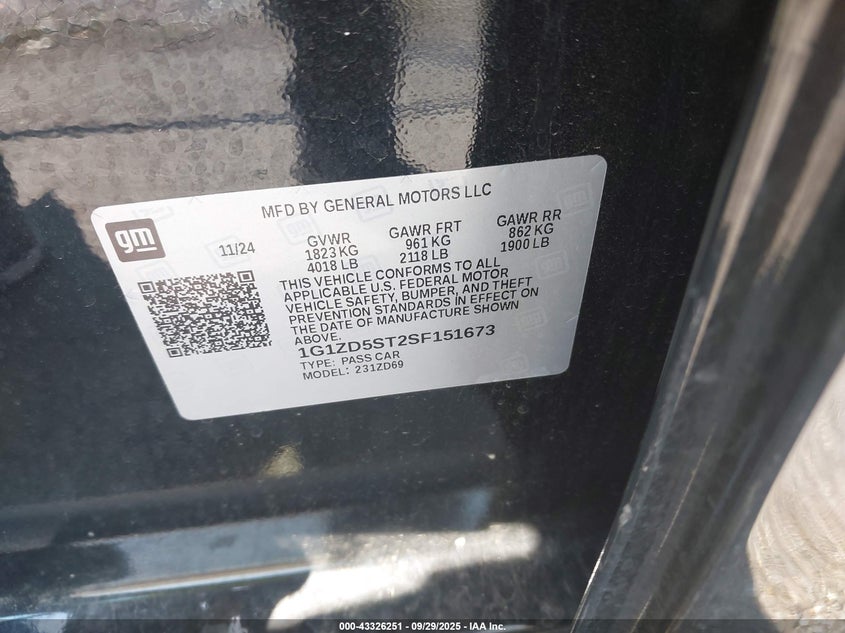 MFD BY GENERAL MOTORS LLC
gm
11/24
GVWR
1823 KG
4018 LB
GAWR FRT
961 KG
2118 LB
GAWR RR
862 KG
1900 LB
THIS VEHICLE CONFORMS TO ALL
APPLICABLE U.S. FEDERAL MOTOR
VEHICLE SAFETY, BUMPER, AND THEFT
PREVENTION STANDARDS IN EFFECT ON
THE DATE OF MANUFACTURE SHOWN
ABOVE.
1G1ZD5ST2SF151673
TYPE: PASS CAR
MODEL: 231ZD69
000-43326251 - 09/29/2025 - IAA Inc.